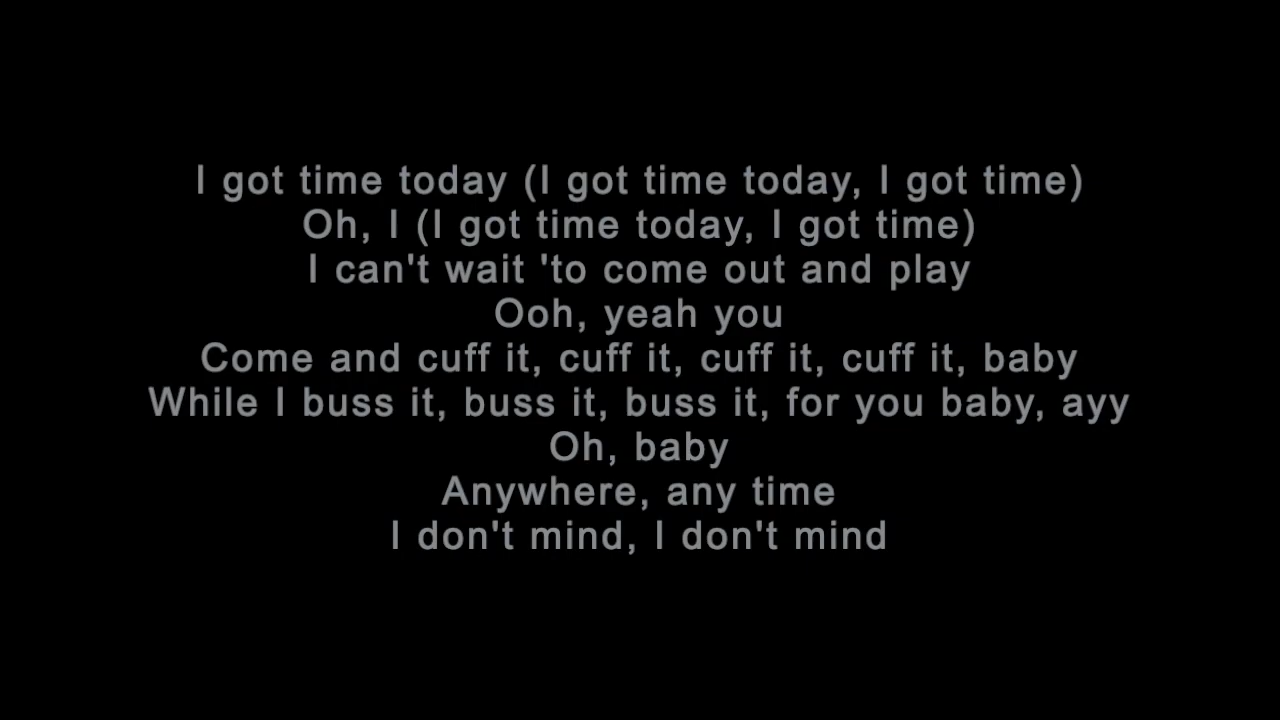 I got time today (I got time today, I got time)
Oh, I (I got time today, I got time)
I can't wait 'to come out and play
Ooh, yeah you
Come and cuff it, cuff it, cuff it, cuff it, baby
While I buss it, buss it, buss it, for you baby, ayy
Oh, baby
Anywhere, any time
I don't mind, I don't mind